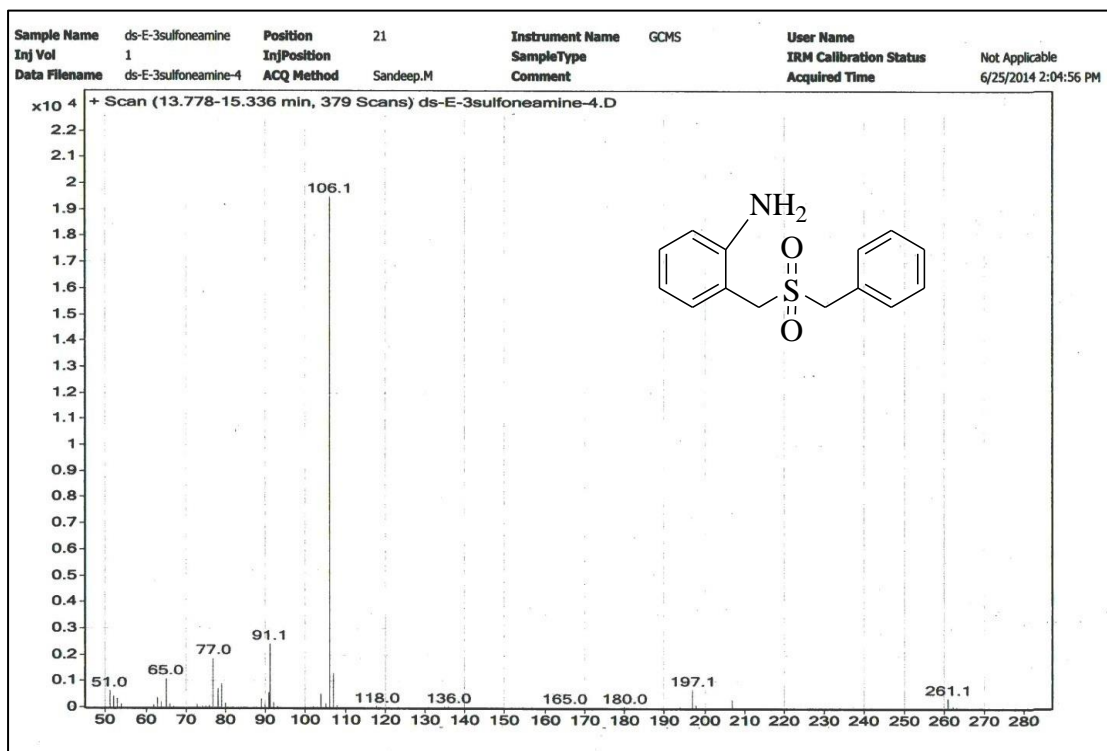 Sample Name ds-E-3sulfoneamine Position 21 Instrument Name GCMS User Name
Inj Vol 1 InjPosition SampleType IRM Calibration Status Not Applicable
Data Filename ds-E-3sulfoneamine-4 ACQ Method Sandeep.M Comment Acquired Time 6/25/2014 2:04:56 PM
x10 4 + Scan (13.778-15.336 min, 379 Scans) ds-E-3sulfoneamine-4.D
2.2
2.1
2
1.9
1.8
1.7
1.6
1.5
1.4
1.3
1.2
1.1
1
0.9
0.8
0.7
0.6
0.5
0.4
0.3
0.2
0.1
0
106.1
NH2
O
S
O
51.0 65.0 77.0 91.1 118.0 136.0 165.0 180.0 197.1 261.1
50 60 70 80 90 100 110 120 130 140 150 160 170 180 190 200 210 220 230 240 250 260 270 280